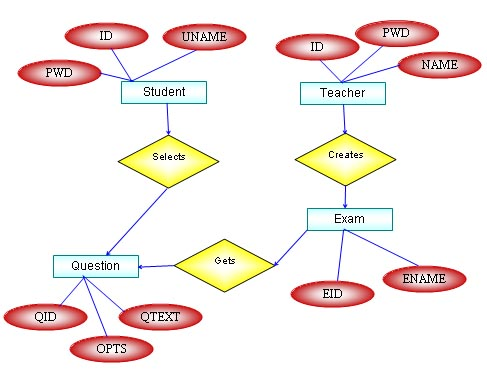 ID
UNAME
PWD
Student
PWD
ID
NAME
Teacher
Selects
Creates
Exam
Question
Gets
EID
ENAME
QID
QTEXT
OPTS